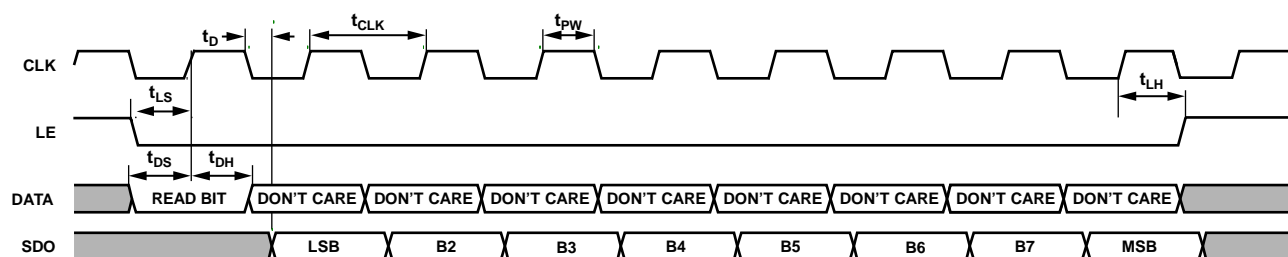 tD
tCLK
tPW
CLK
tLS
tLH
LE
tDS
tDH
DATA
READ BIT
DON'T CARE
DON'T CARE
DON'T CARE
DON'T CARE
DON'T CARE
DON'T CARE
DON'T CARE
DON'T CARE
SDO
LSB
B2
B3
B4
B5
B6
B7
MSB